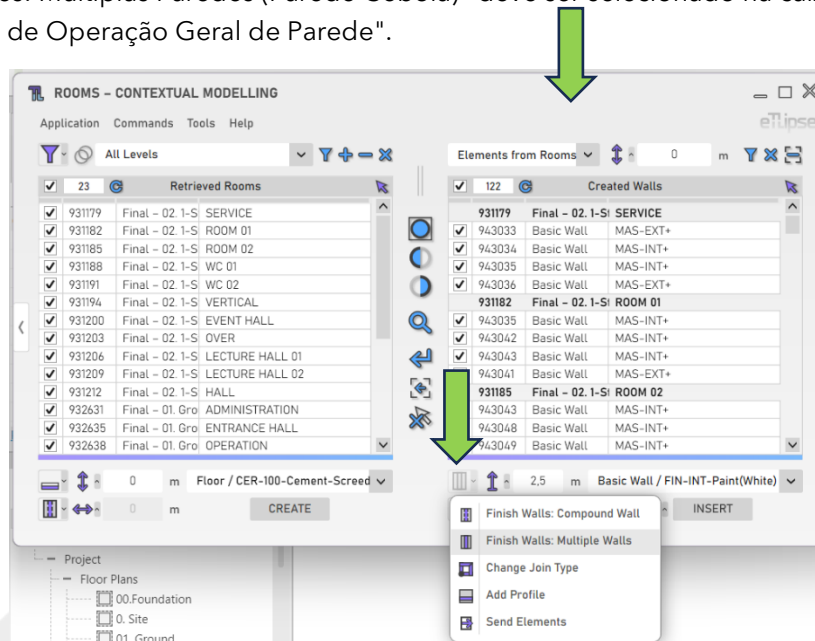 de Operação Geral de Parede".
ROOMS – CONTEXTUAL MODELLING
Application Commands Tools Help
eTlipse
All Levels
Elements from Rooms 0 m
23 Retrieved Rooms
122 Created Walls
931179 Final – 02. 1-S SERVICE
931182 Final – 02. 1-S ROOM 01
931185 Final – 02. 1-S ROOM 02
931188 Final – 02. 1-S WC 01
931191 Final – 02. 1-S WC 02
931194 Final – 02. 1-S VERTICAL
931200 Final – 02. 1-S EVENT HALL
931203 Final – 02. 1-S OVER
931206 Final – 02. 1-S LECTURE HALL 01
931209 Final – 02. 1-S LECTURE HALL 02
931212 Final – 02. 1-S HALL
932631 Final – 01. Gro ADMINISTRATION
932635 Final – 01. Gro ENTRANCE HALL
932638 Final – 01. Gro OPERATION
931179 Final – 02. 1-St SERVICE
943033 Basic Wall MAS-EXT+
943034 Basic Wall MAS-INT+
943035 Basic Wall MAS-INT+
943036 Basic Wall MAS-EXT+
931182 Final – 02. 1-St ROOM 01
943035 Basic Wall MAS-INT+
943042 Basic Wall MAS-INT+
943043 Basic Wall MAS-INT+
943041 Basic Wall MAS-EXT+
931185 Final – 02. 1-St ROOM 02
943043 Basic Wall MAS-INT+
943048 Basic Wall MAS-INT+
943049 Basic Wall MAS-INT+
0 m Floor / CER-100-Cement-Screed
0 m CREATE
2,5 m Basic Wall / FIN-INT-Paint(White)
INSERT
Finish Walls: Compound Wall
Finish Walls: Multiple Walls
Change Join Type
Add Profile
Send Elements
Project
Floor Plans
00.Foundation
0. Site
01. Ground